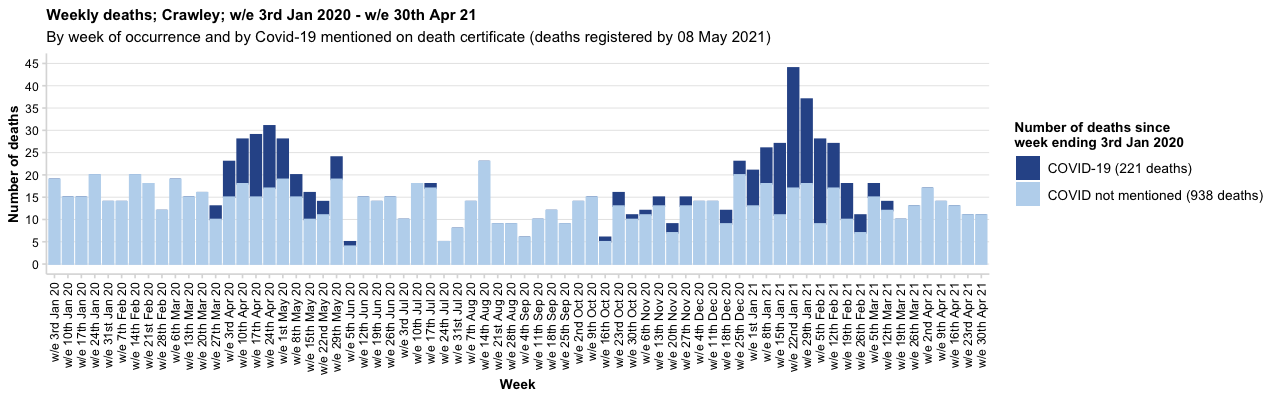 Weekly deaths; Crawley; w/e 3rd Jan 2020 - w/e 30th Apr 21
By week of occurrence and by Covid-19 mentioned on death certificate (deaths registered by 08 May 2021)
Number of deaths
45
40
35
30
25
20
15
10
5
0
w/e 3rd Jan 20
w/e 10th Jan 20
w/e 17th Jan 20
w/e 24th Jan 20
w/e 31st Jan 20
w/e 7th Feb 20
w/e 14th Feb 20
w/e 21st Feb 20
w/e 28th Feb 20
w/e 6th Mar 20
w/e 13th Mar 20
w/e 20th Mar 20
w/e 27th Mar 20
w/e 3rd Apr 20
w/e 10th Apr 20
w/e 17th Apr 20
w/e 24th Apr 20
w/e 1st May 20
w/e 8th May 20
w/e 15th May 20
w/e 22nd May 20
w/e 29th May 20
w/e 5th Jun 20
w/e 12th Jun 20
w/e 19th Jun 20
w/e 26th Jun 20
w/e 3rd Jul 20
w/e 10th Jul 20
w/e 17th Jul 20
w/e 24th Jul 20
w/e 31st Jul 20
w/e 7th Aug 20
w/e 14th Aug 20
w/e 21st Aug 20
w/e 28th Aug 20
w/e 4th Sep 20
w/e 11th Sep 20
w/e 18th Sep 20
w/e 25th Sep 20
w/e 2nd Oct 20
w/e 9th Oct 20
w/e 16th Oct 20
w/e 23rd Oct 20
w/e 30th Oct 20
w/e 6th Nov 20
w/e 13th Nov 20
w/e 20th Nov 20
w/e 27th Nov 20
w/e 4th Dec 20
w/e 11th Dec 20
w/e 18th Dec 20
w/e 25th Dec 20
w/e 1st Jan 21
w/e 8th Jan 21
w/e 15th Jan 21
w/e 22nd Jan 21
w/e 29th Jan 21
w/e 5th Feb 21
w/e 12th Feb 21
w/e 19th Feb 21
w/e 26th Feb 21
w/e 5th Mar 21
w/e 12th Mar 21
w/e 19th Mar 21
w/e 26th Mar 21
w/e 2nd Apr 21
w/e 9th Apr 21
w/e 16th Apr 21
w/e 23rd Apr 21
w/e 30th Apr 21
Week
Number of deaths since
week ending 3rd Jan 2020
COVID-19 (221 deaths)
COVID not mentioned (938 deaths)